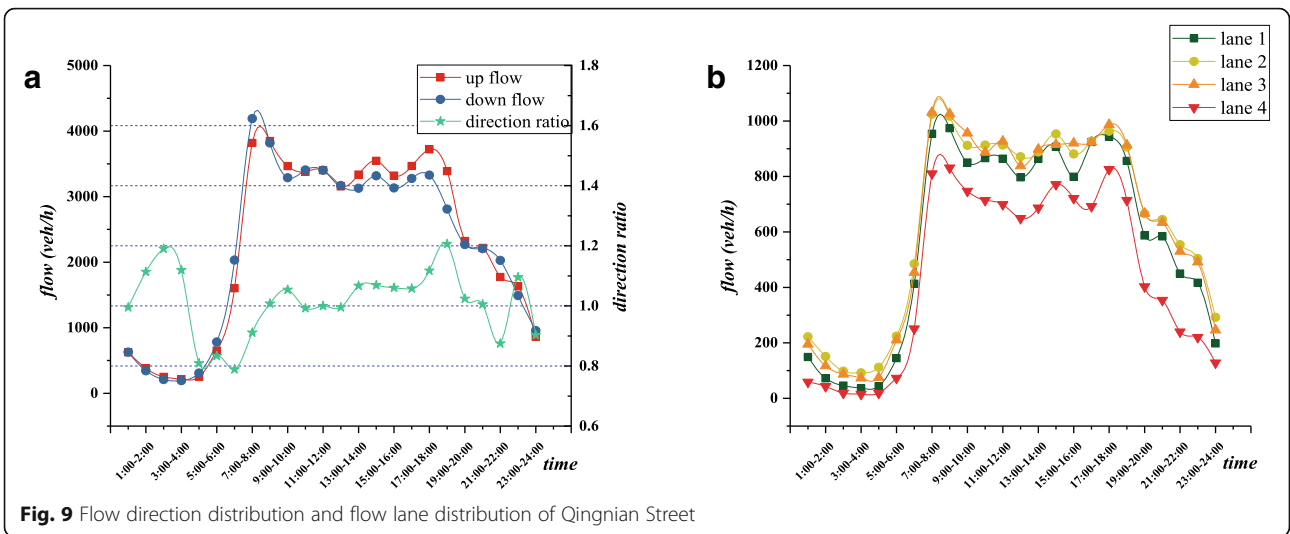 a
5000
4000
3000
2000
1000
0
flow (veh/h)
up flow
down flow
direction ratio
1.8
1.6
1.4
1.2
1.0
0.8
0.6
direction ratio
1:00-2:00
3:00-4:00
5:00-6:00
7:00-8:00
9:00-10:00
11:00-12:00
13:00-14:00
15:00-16:00
17:00-18:00
19:00-20:00
21:00-22:00
23:00-24:00
time
b
1200
1000
800
600
400
200
0
flow (veh/h)
lane 1
lane 2
lane 3
lane 4
1:00-2:00
3:00-4:00
5:00-6:00
7:00-8:00
9:00-10:00
11:00-12:00
13:00-14:00
15:00-16:00
17:00-18:00
19:00-20:00
21:00-22:00
23:00-24:00
time
Fig. 9 Flow direction distribution and flow lane distribution of Qingnian Street